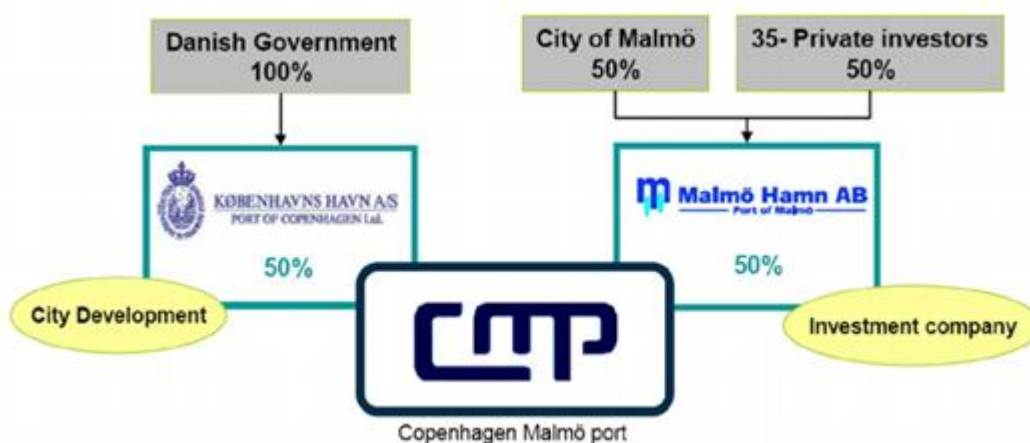 Danish Government
100%
City of Malmö
50%
35- Private investors
50%
KØBENHAVNS HAVN A/S
PORT OF COPENHAGEN Ltd.
50%
Malmö Hamn AB
Port of Malmö
50%
City Development
Investment company
cmp
Copenhagen Malmö port